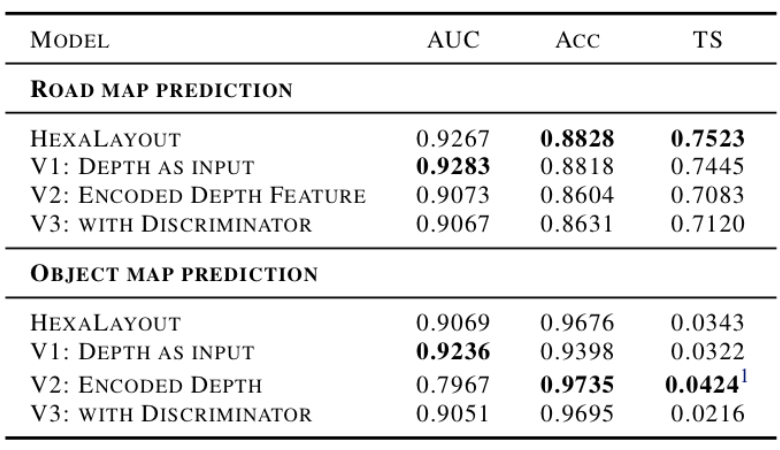 MODEL AUC ACC TS
ROAD MAP PREDICTION
HEXALAYOUT 0.9267 0.8828 0.7523
V1: DEPTH AS INPUT 0.9283 0.8818 0.7445
V2: ENCODED DEPTH FEATURE 0.9073 0.8604 0.7083
V3: WITH DISCRIMINATOR 0.9067 0.8631 0.7120
OBJECT MAP PREDICTION
HEXALAYOUT 0.9069 0.9676 0.0343
V1: DEPTH AS INPUT 0.9236 0.9398 0.0322
V2: ENCODED DEPTH 0.7967 0.9735 0.0424¹
V3: WITH DISCRIMINATOR 0.9051 0.9695 0.0216